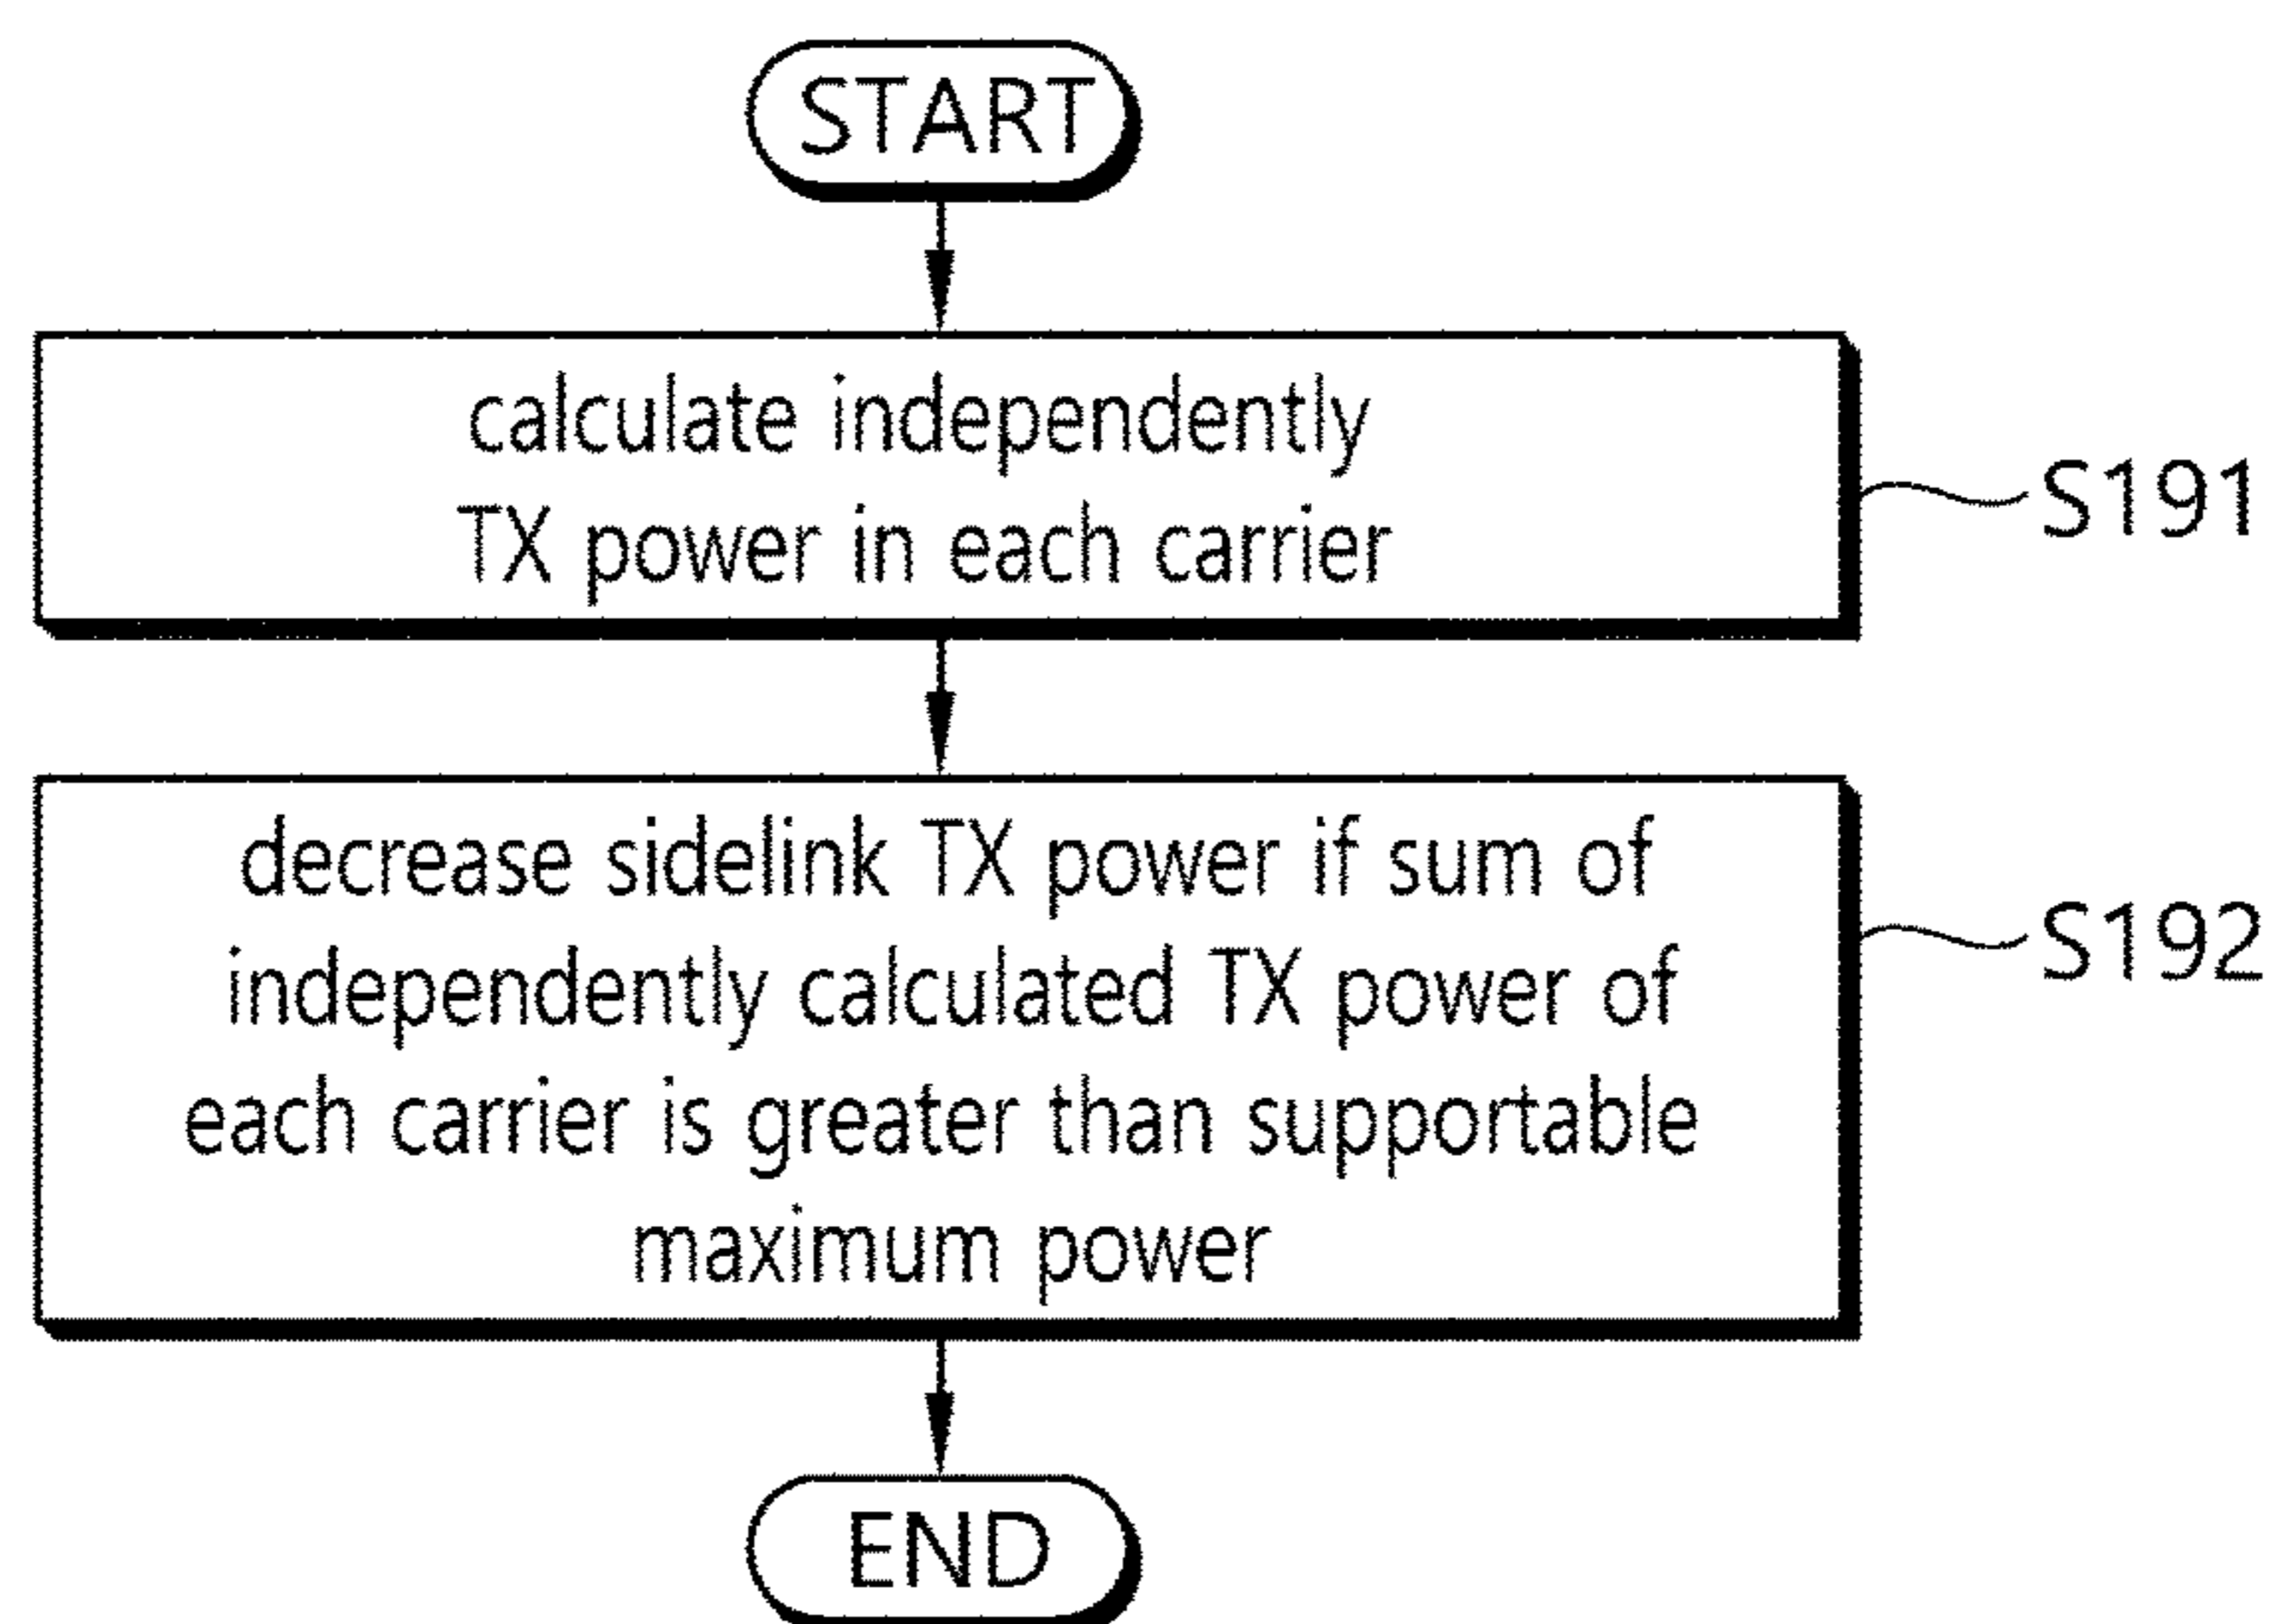 START
calculate independently
TX power in each carrier
S191
decrease sidelink TX power if sum of
independently calculated TX power of
each carrier is greater than supportable
maximum power
S192
END